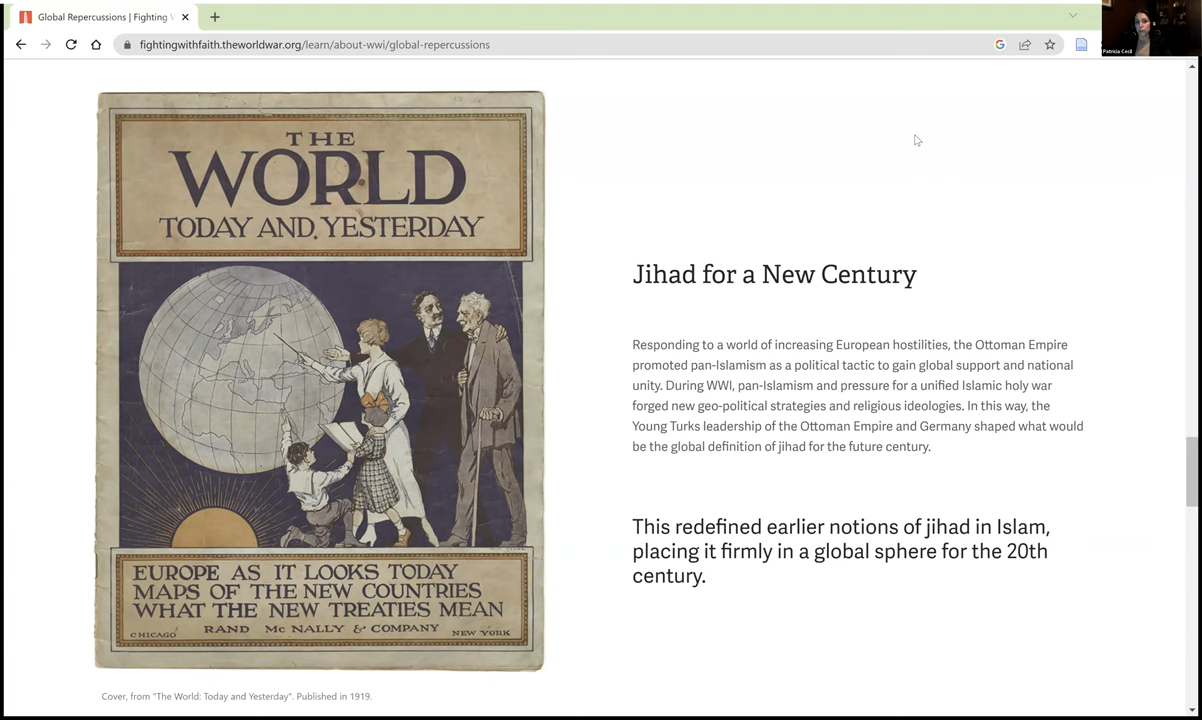 Global Repercussions | Fighting
fightingwithfaith.theworldwar.org/learn/about-wwi/global-repercussions
Patricia Cecil
THE
WORLD
TODAY AND YESTERDAY
EUROPE AS IT LOOKS TODAY
MAPS OF THE NEW COUNTRIES
WHAT THE NEW TREATIES MEAN
CHICAGO RAND MCNALLY & COMPANY NEW YORK
Cover, from "The World: Today and Yesterday". Published in 1919.
Jihad for a New Century
Responding to a world of increasing European hostilities, the Ottoman Empire
promoted pan-Islamism as a political tactic to gain global support and national
unity. During WWI, pan-Islamism and pressure for a unified Islamic holy war
forged new geo-political strategies and religious ideologies. In this way, the
Young Turks leadership of the Ottoman Empire and Germany shaped what would
be the global definition of jihad for the future century.
This redefined earlier notions of jihad in Islam,
placing it firmly in a global sphere for the 20th
century.